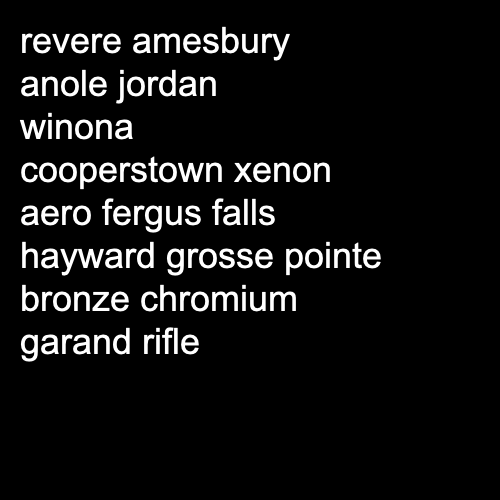 revere amesbury
anole jordan
winona
cooperstown xenon
aero fergus falls
hayward grosse pointe
bronze chromium
garand rifle